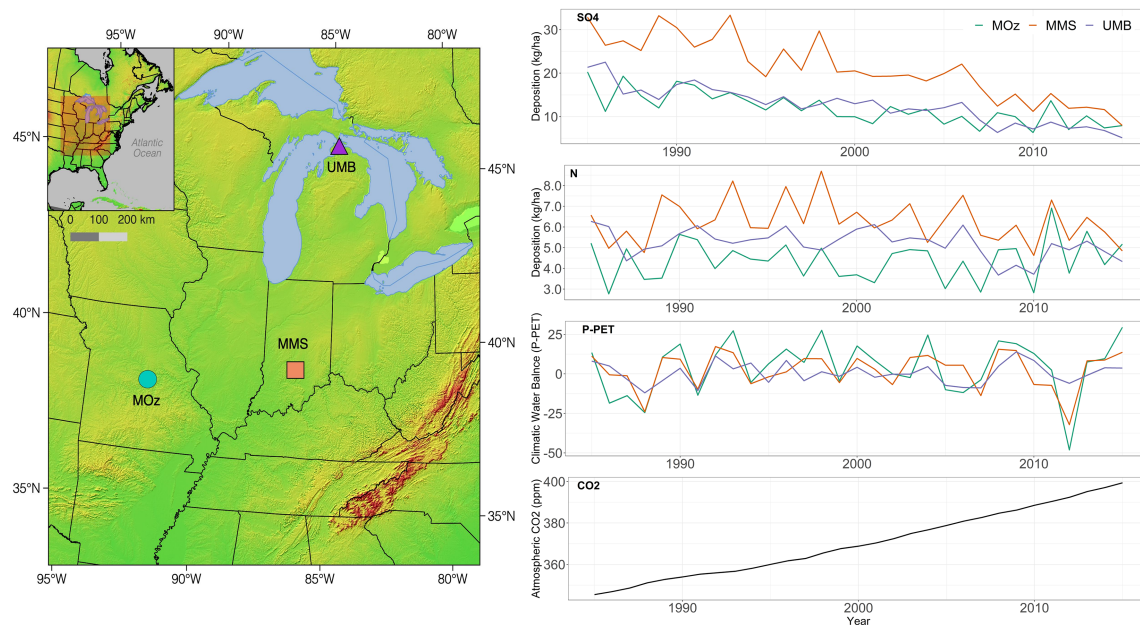 95°W 90°W 85°W 80°W
Atlantic
Ocean
0 100 200 km
45°N
40°N
35°N
45°N
40°N
35°N
UMB
MMS
MOz
95°W 90°W 85°W 80°W
SO4
MOz MMS UMB
Deposition (kg/ha)
30
20
10
1990 2000 2010
N
Deposition (kg/ha)
8.0
7.0
6.0
5.0
4.0
3.0
1990 2000 2010
P-PET
Climatic Water Balnce (P-PET)
25
0
-25
-50
1990 2000 2010
CO2
Atmospheric CO2 (ppm)
400
380
360
1990 2000 2010
Year